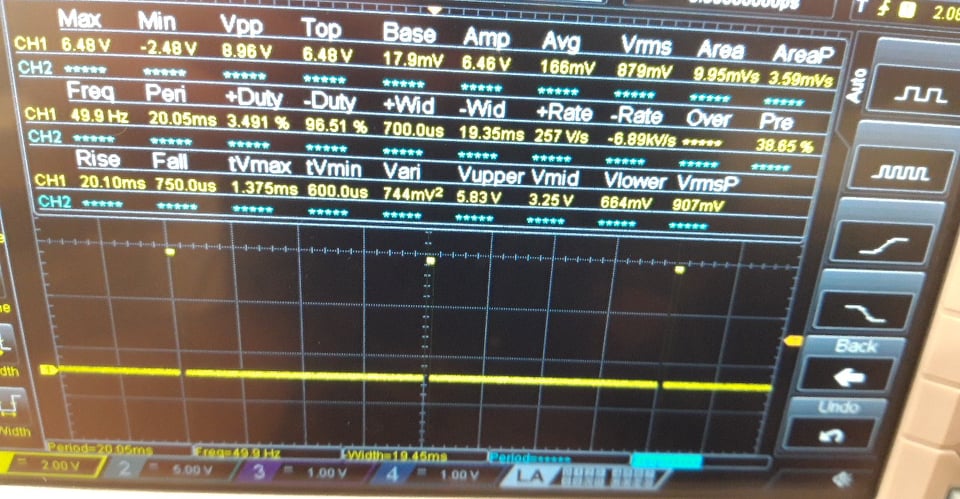 T 2.08
Max Min Vpp Top Base Amp Avg Vrms Area AreaP
CH1 6.48 V -2.48 V 8.96 V 6.48 V 17.9mV 6.46 V 166mV 879mV 9.95mVs 3.59mVs
CH2 ***** ***** ***** ***** ***** ***** ***** ***** ***** *****
Freq Peri +Duty -Duty +Wid -Wid +Rate -Rate Over Pre
CH1 49.9 Hz 20.05ms 3.491 % 96.51 % 700.0us 19.35ms 257 V/s -6.89kV/s ***** 38.65 %
CH2 ***** ***** ***** ***** ***** ***** ***** ***** ***** *****
Rise Fall tVmax tVmin Vari Vupper Vmid Vlower VrmsP
CH1 20.10ms 750.0us 1.375ms 600.0us 744mV² 5.83 V 3.25 V 664mV 907mV
CH2 ***** ***** ***** ***** ***** ***** ***** ***** *****
Auto
1
Back
Undo
Width
Period=20.05ms Freq=49.9 Hz -Width=19.45ms Period=*****
= 2.00 V 2 = 5.00 V 3 = 1.00 V 4 = 1.00 V LA